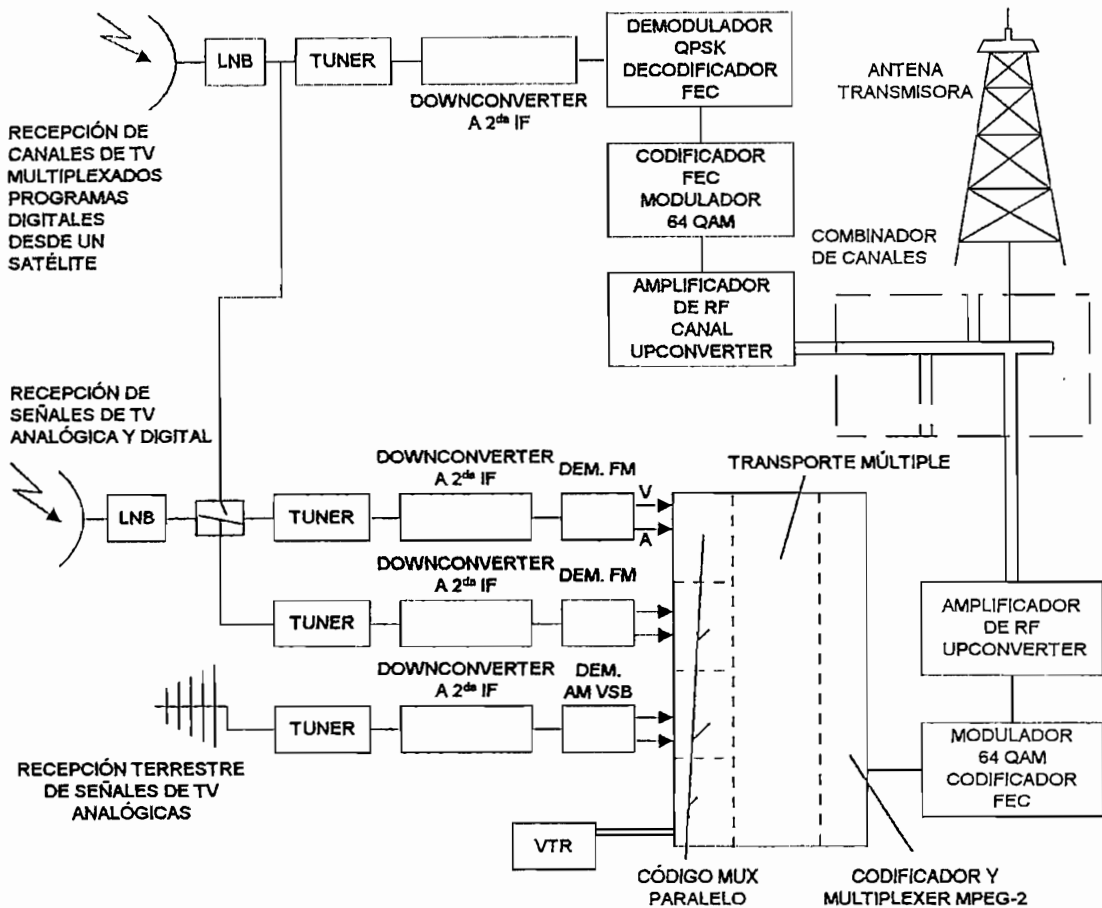 DEMODULADOR
QPSK
DECODIFICADOR
FEC
LNB
TUNER
DOWNCONVERTER
A 2da IF
ANTENA
TRANSMISORA
RECEPCIÓN DE
CANALES DE TV
MULTIPLEXADOS
PROGRAMAS
DIGITALES
DESDE UN
SATÉLITE
CODIFICADOR
FEC
MODULADOR
64 QAM
COMBINADOR
DE CANALES
AMPLIFICADOR
DE RF
CANAL
UPCONVERTER
RECEPCIÓN DE
SEÑALES DE TV
ANALÓGICA Y DIGITAL
DOWNCONVERTER
A 2da IF
DEM. FM
TRANSPORTE MÚLTIPLE
LNB
TUNER
V
A
DOWNCONVERTER
A 2da IF
DEM. FM
TUNER
AMPLIFICADOR
DE RF
UPCONVERTER
DOWNCONVERTER
A 2da IF
DEM.
AM VSB
TUNER
RECEPCIÓN TERRESTRE
DE SEÑALES DE TV
ANALÓGICAS
MODULADOR
64 QAM
CODIFICADOR
FEC
VTR
CÓDIGO MUX
PARALELO
CODIFICADOR Y
MULTIPLEXER MPEG-2